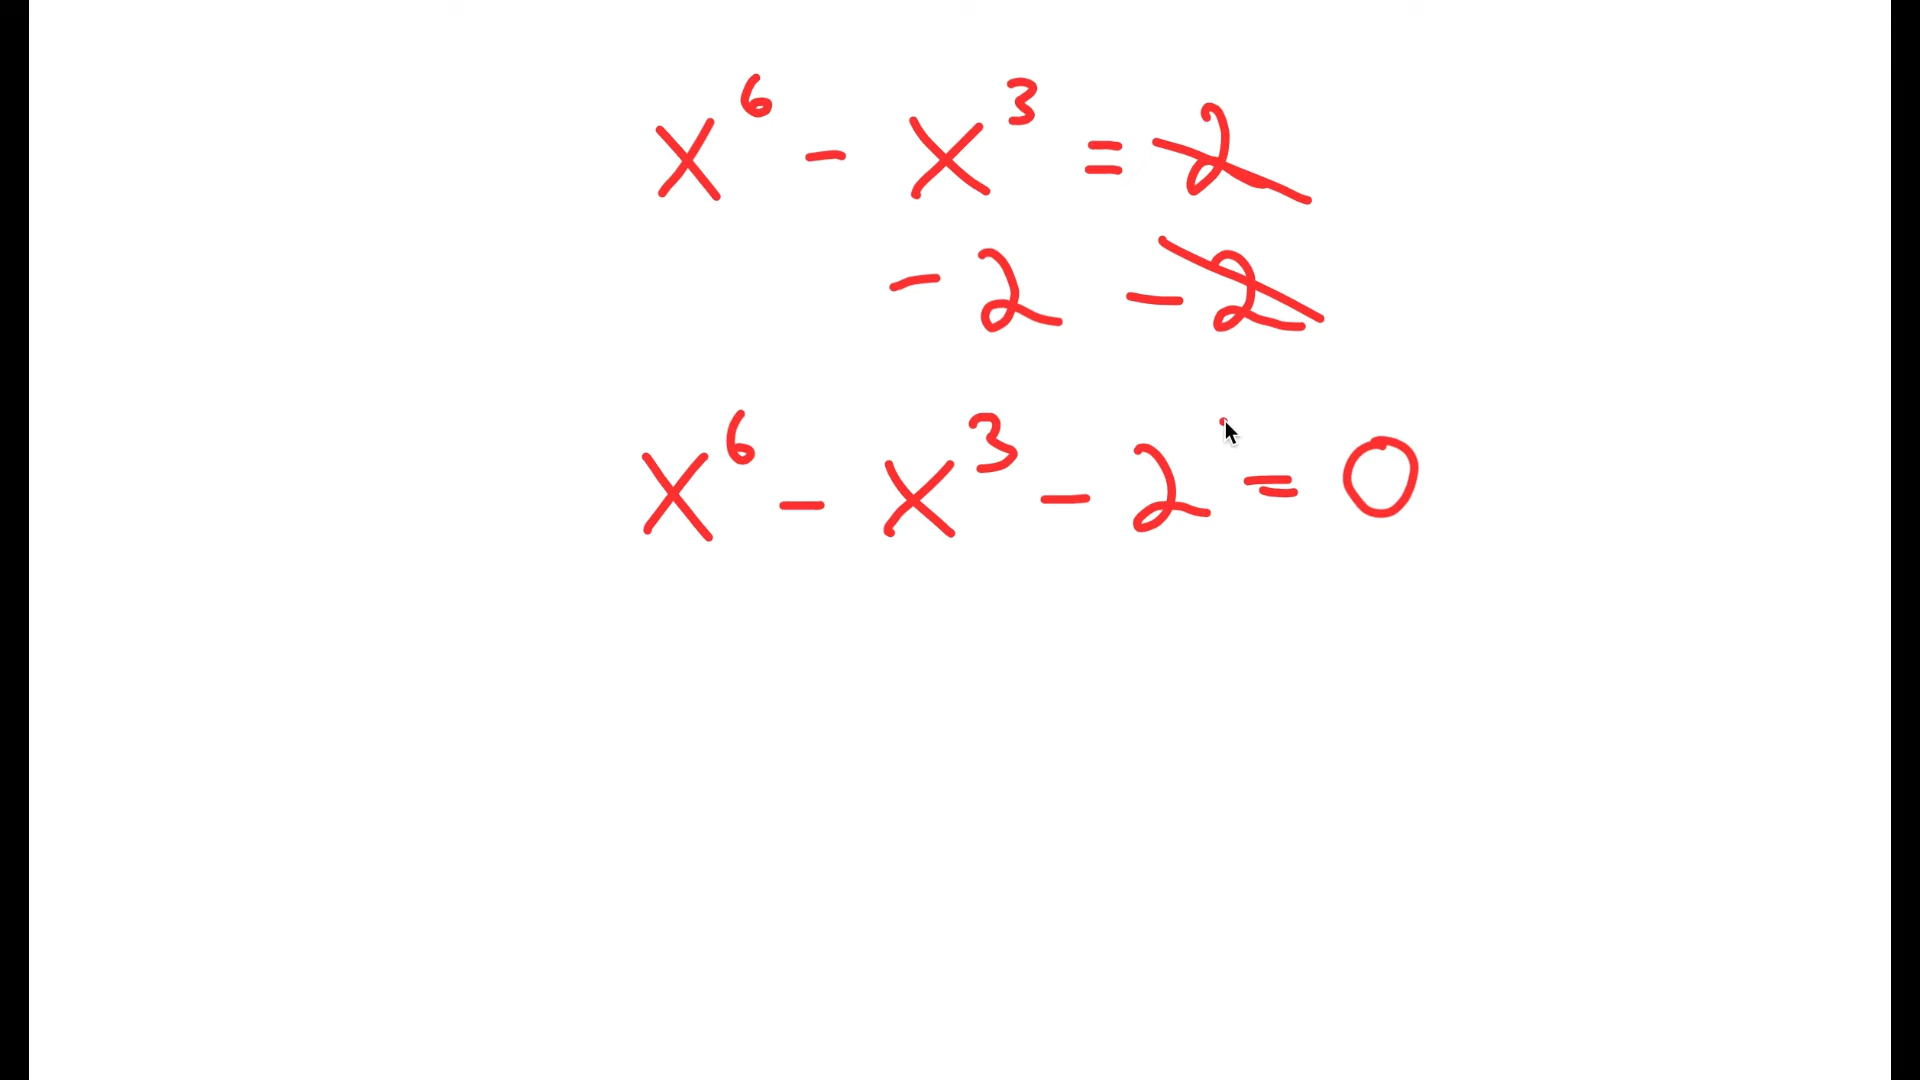 x⁶ - x³ = 2
- 2 - 2
x⁶ - x³ - 2 = 0